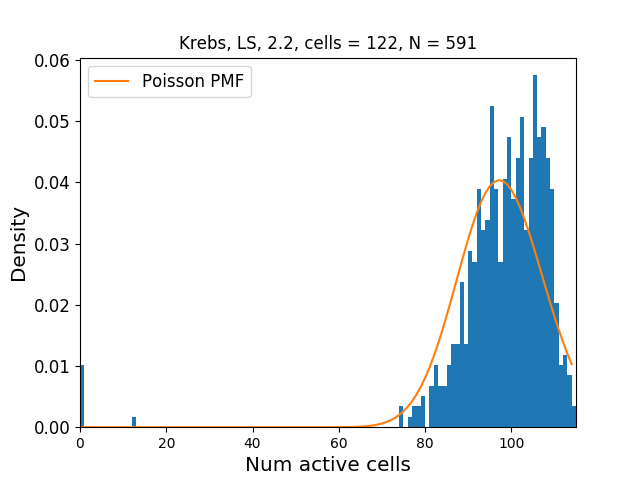 Krebs, LS, 2.2, cells = 122, N = 591
Poisson PMF
0.06
0.05
0.04
0.03
0.02
0.01
0.00
Density
0 20 40 60 80 100
Num active cells